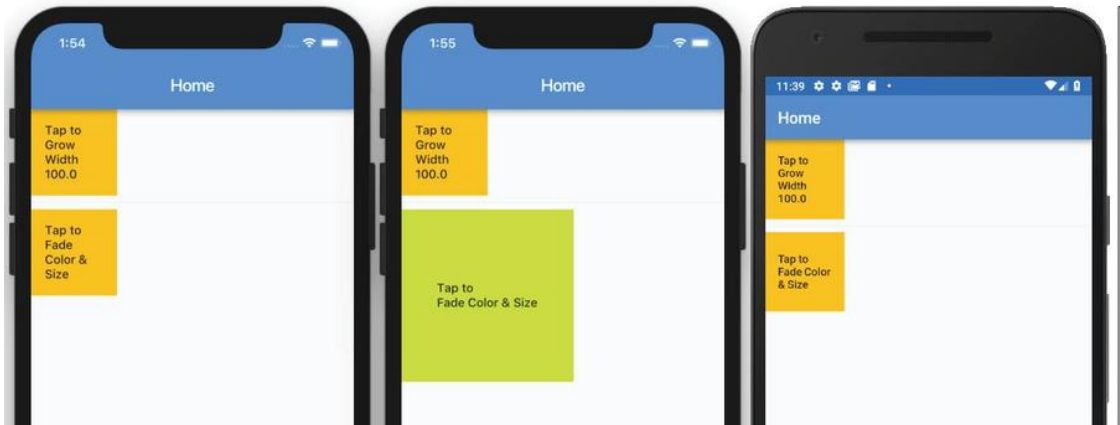 1:54
Home
Tap to
Grow
Width
100.0
Tap to
Fade
Color &
Size
1:55
Home
Tap to
Grow
Width
100.0
Tap to
Fade Color & Size
11:39
Home
Tap to
Grow
Width
100.0
Tap to
Fade Color
& Size